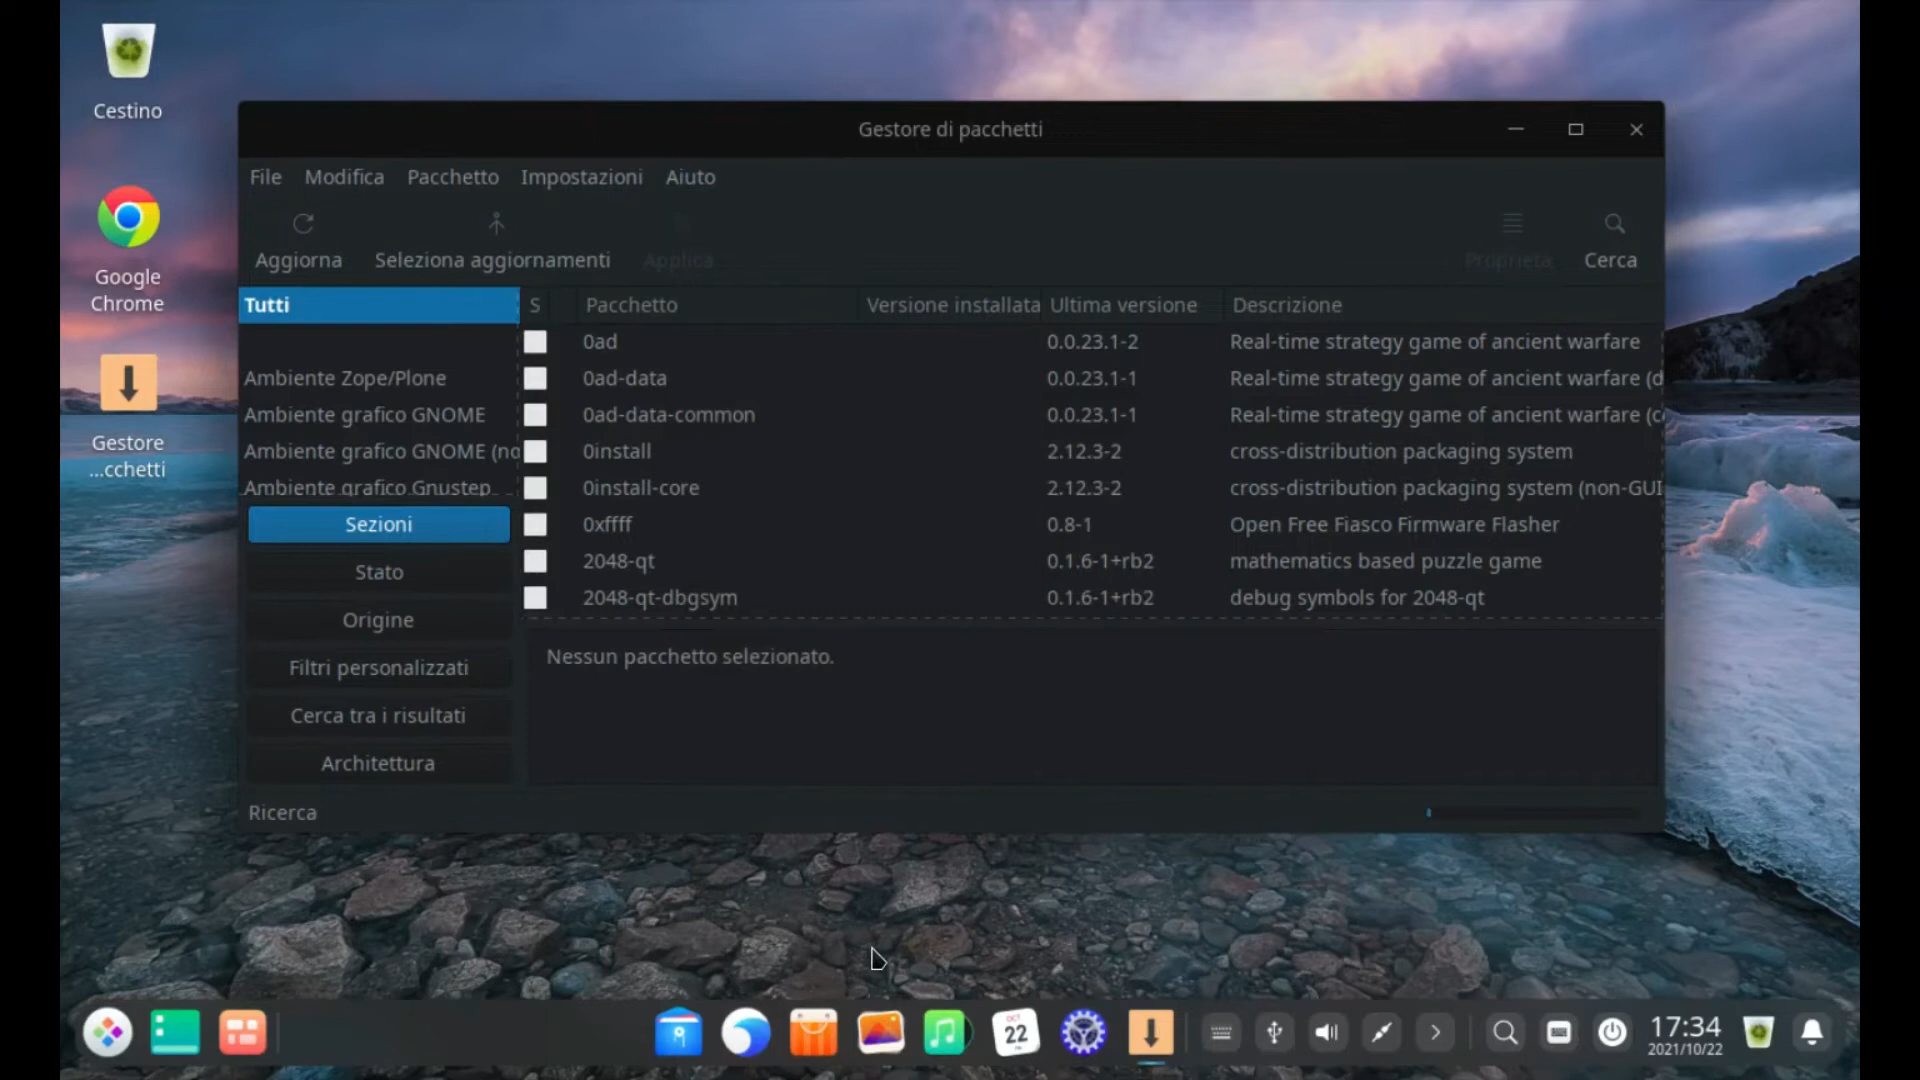 Cestino
Google
Chrome
Gestore
...cchetti
Gestore di pacchetti
File Modifica Pacchetto Impostazioni Aiuto
Aggiorna Seleziona aggiornamenti Applica Proprietà Cerca
Tutti
Ambiente Zope/Plone
Ambiente grafico GNOME
Ambiente grafico GNOME (no
Ambiente grafico Gnustep
Sezioni
Stato
Origine
Filtri personalizzati
Cerca tra i risultati
Architettura
S Pacchetto Versione installata Ultima versione Descrizione
0ad 0.0.23.1-2 Real-time strategy game of ancient warfare
0ad-data 0.0.23.1-1 Real-time strategy game of ancient warfare (d
0ad-data-common 0.0.23.1-1 Real-time strategy game of ancient warfare (c
0install 2.12.3-2 cross-distribution packaging system
0install-core 2.12.3-2 cross-distribution packaging system (non-GUI
0xffff 0.8-1 Open Free Fiasco Firmware Flasher
2048-qt 0.1.6-1+rb2 mathematics based puzzle game
2048-qt-dbgsym 0.1.6-1+rb2 debug symbols for 2048-qt
Nessun pacchetto selezionato.
Ricerca
OCT
22
17:34
2021/10/22